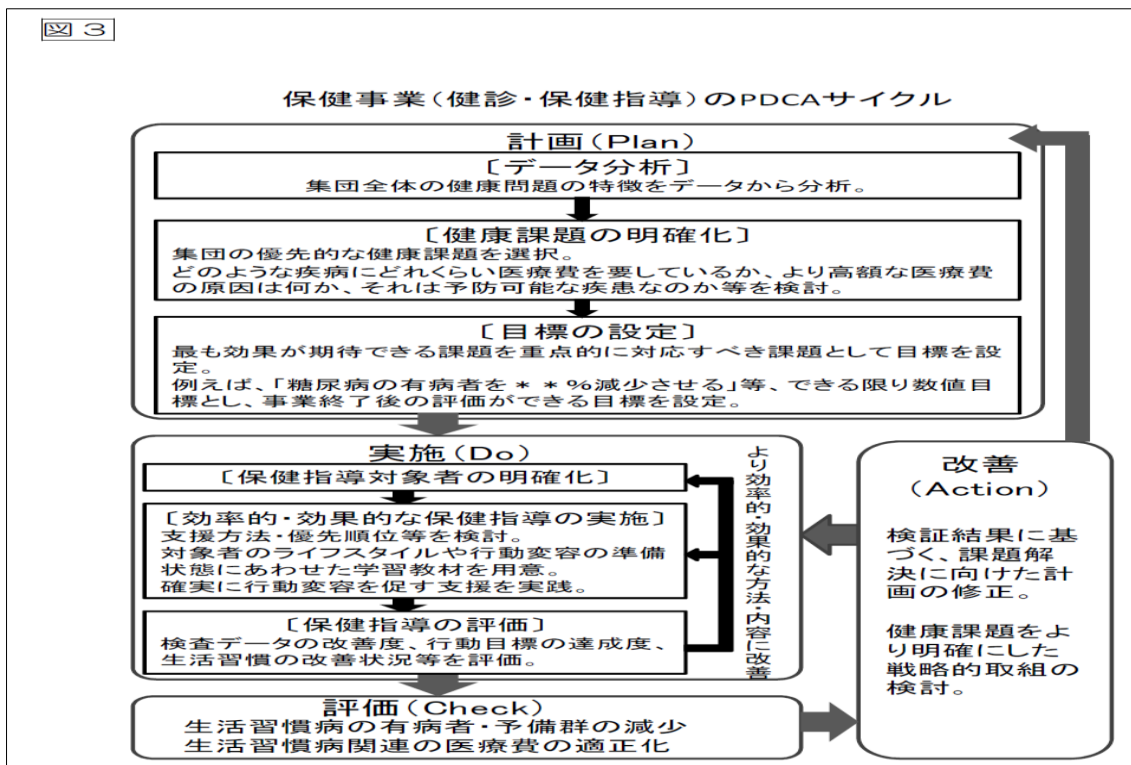 図3
保健事業(健診・保健指導)のPDCAサイクル
計画(Plan)
〔データ分析〕
集団全体の健康問題の特徴をデータから分析。
〔健康課題の明確化〕
集団の優先的な健康課題を選択。
どのような疾病にどれくらい医療費を要しているか、より高額な医療費
の原因は何か、それは予防可能な疾患なのか等を検討。
〔目標の設定〕
最も効果が期待できる課題を重点的に対応すべき課題として目標を設
定。
例えば、「糖尿病の有病者を**%減少させる」等、できる限り数値目
標とし、事業終了後の評価ができる目標を設定。
実施(Do)
〔保健指導対象者の明確化〕
〔効率的・効果的な保健指導の実施〕
支援方法・優先順位等を検討。
対象者のライフスタイルや行動変容の準備
状態にあわせた学習教材を用意。
確実に行動変容を促す支援を実践。
〔保健指導の評価〕
検査データの改善度、行動目標の達成度、
生活習慣の改善状況等を評価。
より効率的・効果的な方法・内容に改善
評価(Check)
生活習慣病の有病者・予備群の減少
生活習慣病関連の医療費の適正化
改善
(Action)
検証結果に基
づく、課題解
決に向けた計
画の修正。
健康課題をよ
り明確にした
戦略的取組の
検討。